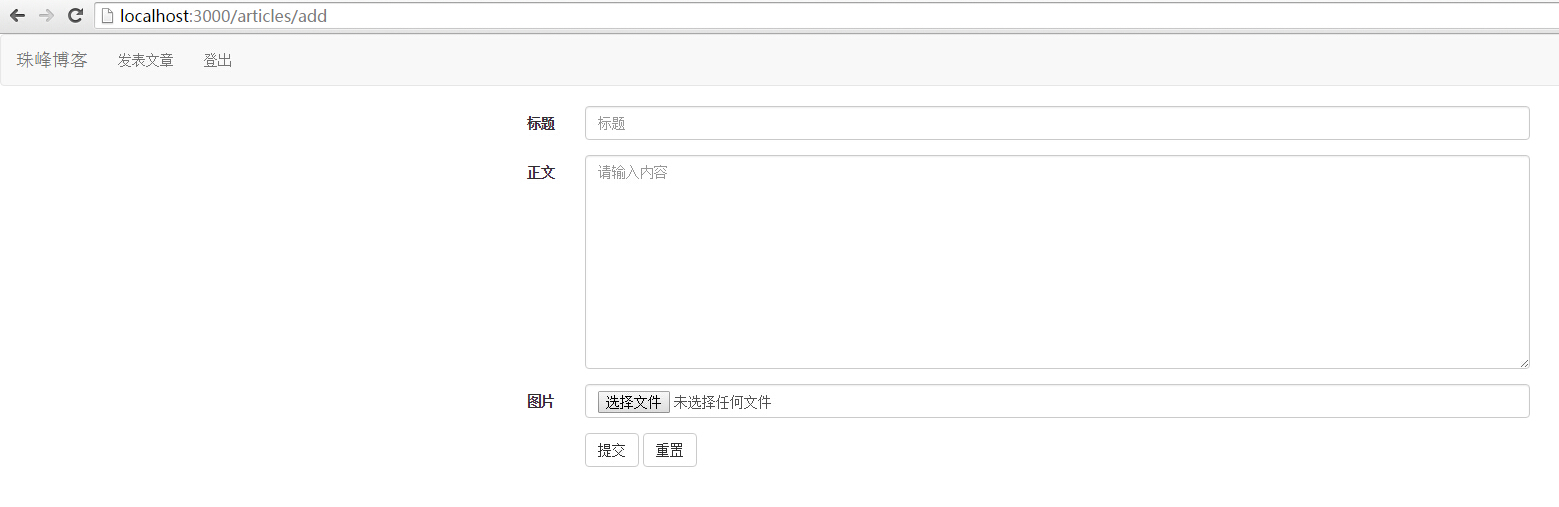 localhost:3000/articles/add
珠峰博客 发表文章 登出
标题 标题
正文 请输入内容
图片 选择文件 未选择任何文件
提交 重置